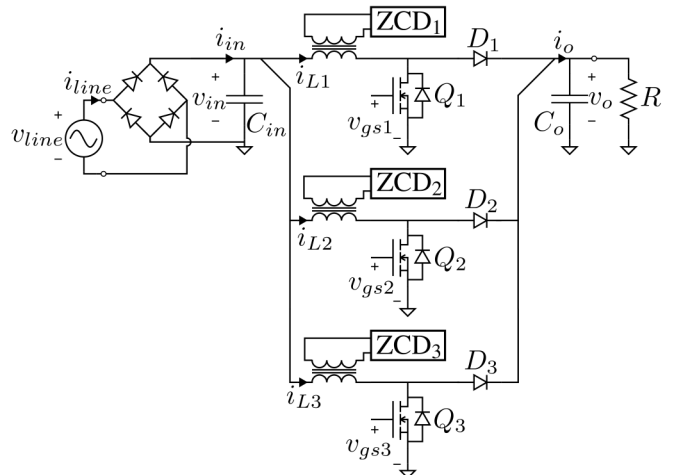 ZCD₁
i_in
i_L1
D₁
i_o
i_line
+
v_in
−
C_in
+
v_gs1
−
Q₁
C_o
+
v_o
−
R
+
v_line
−
ZCD₂
i_L2
D₂
+
v_gs2
−
Q₂
ZCD₃
i_L3
D₃
+
v_gs3
−
Q₃